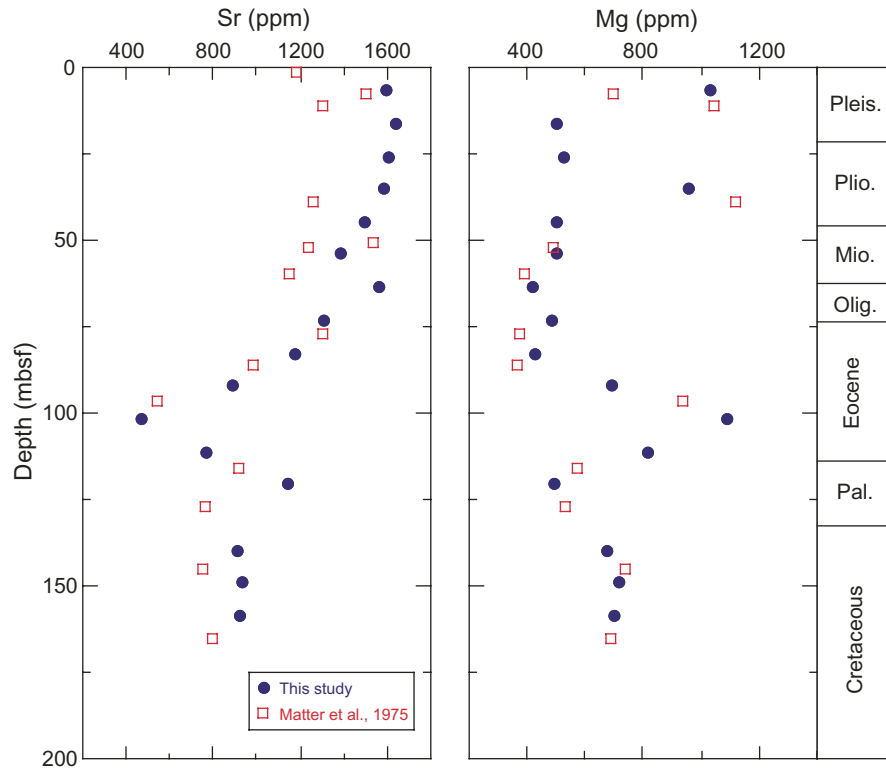 Sr (ppm)
Mg (ppm)
400 800 1200 1600
400 800 1200
0
50
100
150
200
Depth (mbsf)
Pleis.
Plio.
Mio.
Olig.
Eocene
Pal.
Cretaceous
This study
Matter et al., 1975